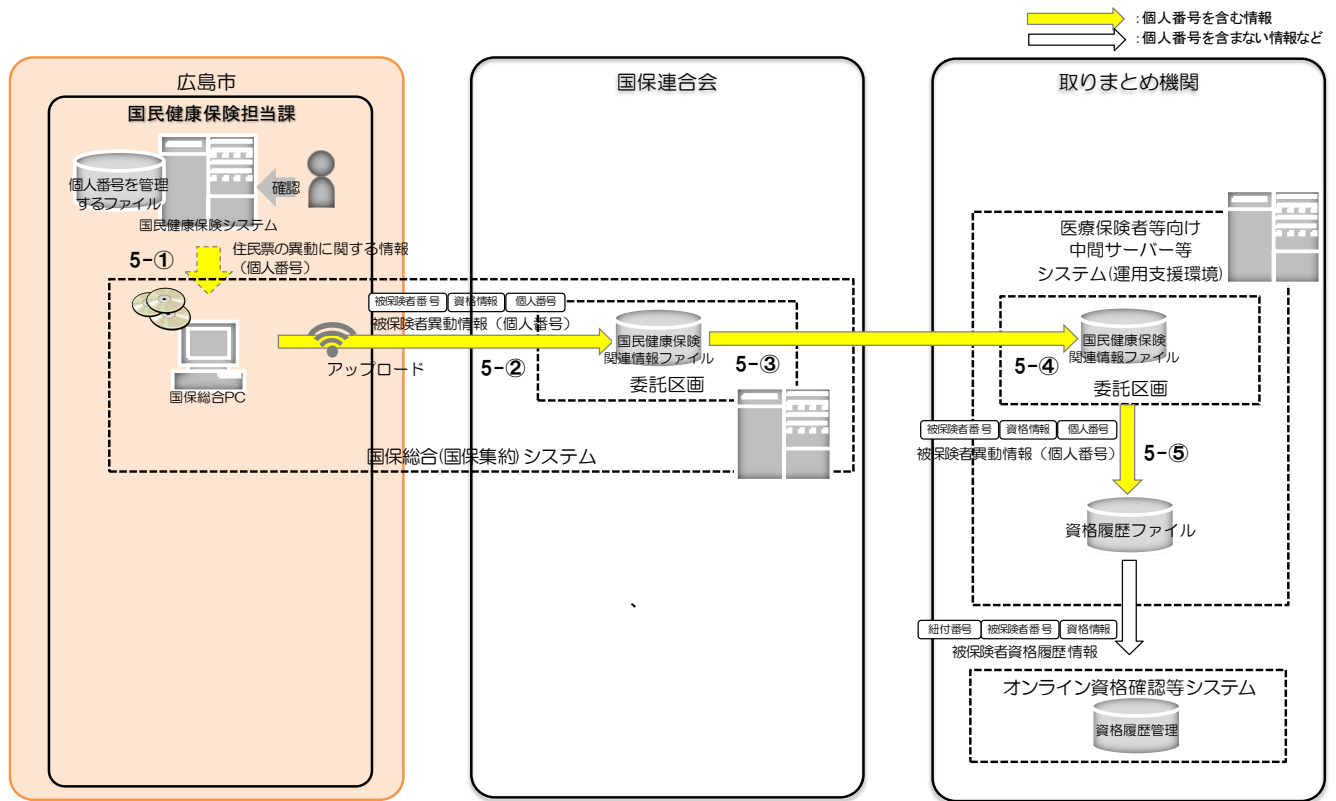 :個人番号を含む情報
:個人番号を含まない情報など
広島市
国民健康保険担当課
個人番号を管理
するファイル
確認
国民健康保険システム
5-①
住民票の異動に関する情報
（個人番号）
国保総合PC
アップロード
被保険者番号 資格情報 個人番号
被保険者異動情報（個人番号）
5-②
国保連合会
国民健康保険
関連情報ファイル
委託区画
5-③
国保総合(国保集約)システム
、
取りまとめ機関
医療保険者等向け
中間サーバー等
システム(運用支援環境)
5-④
国民健康保険
関連情報ファイル
委託区画
被保険者番号 資格情報 個人番号
被保険者異動情報（個人番号）
5-⑤
資格履歴ファイル
紐付番号 被保険者番号 資格情報
被保険者資格履歴情報
オンライン資格確認等システム
資格履歴管理